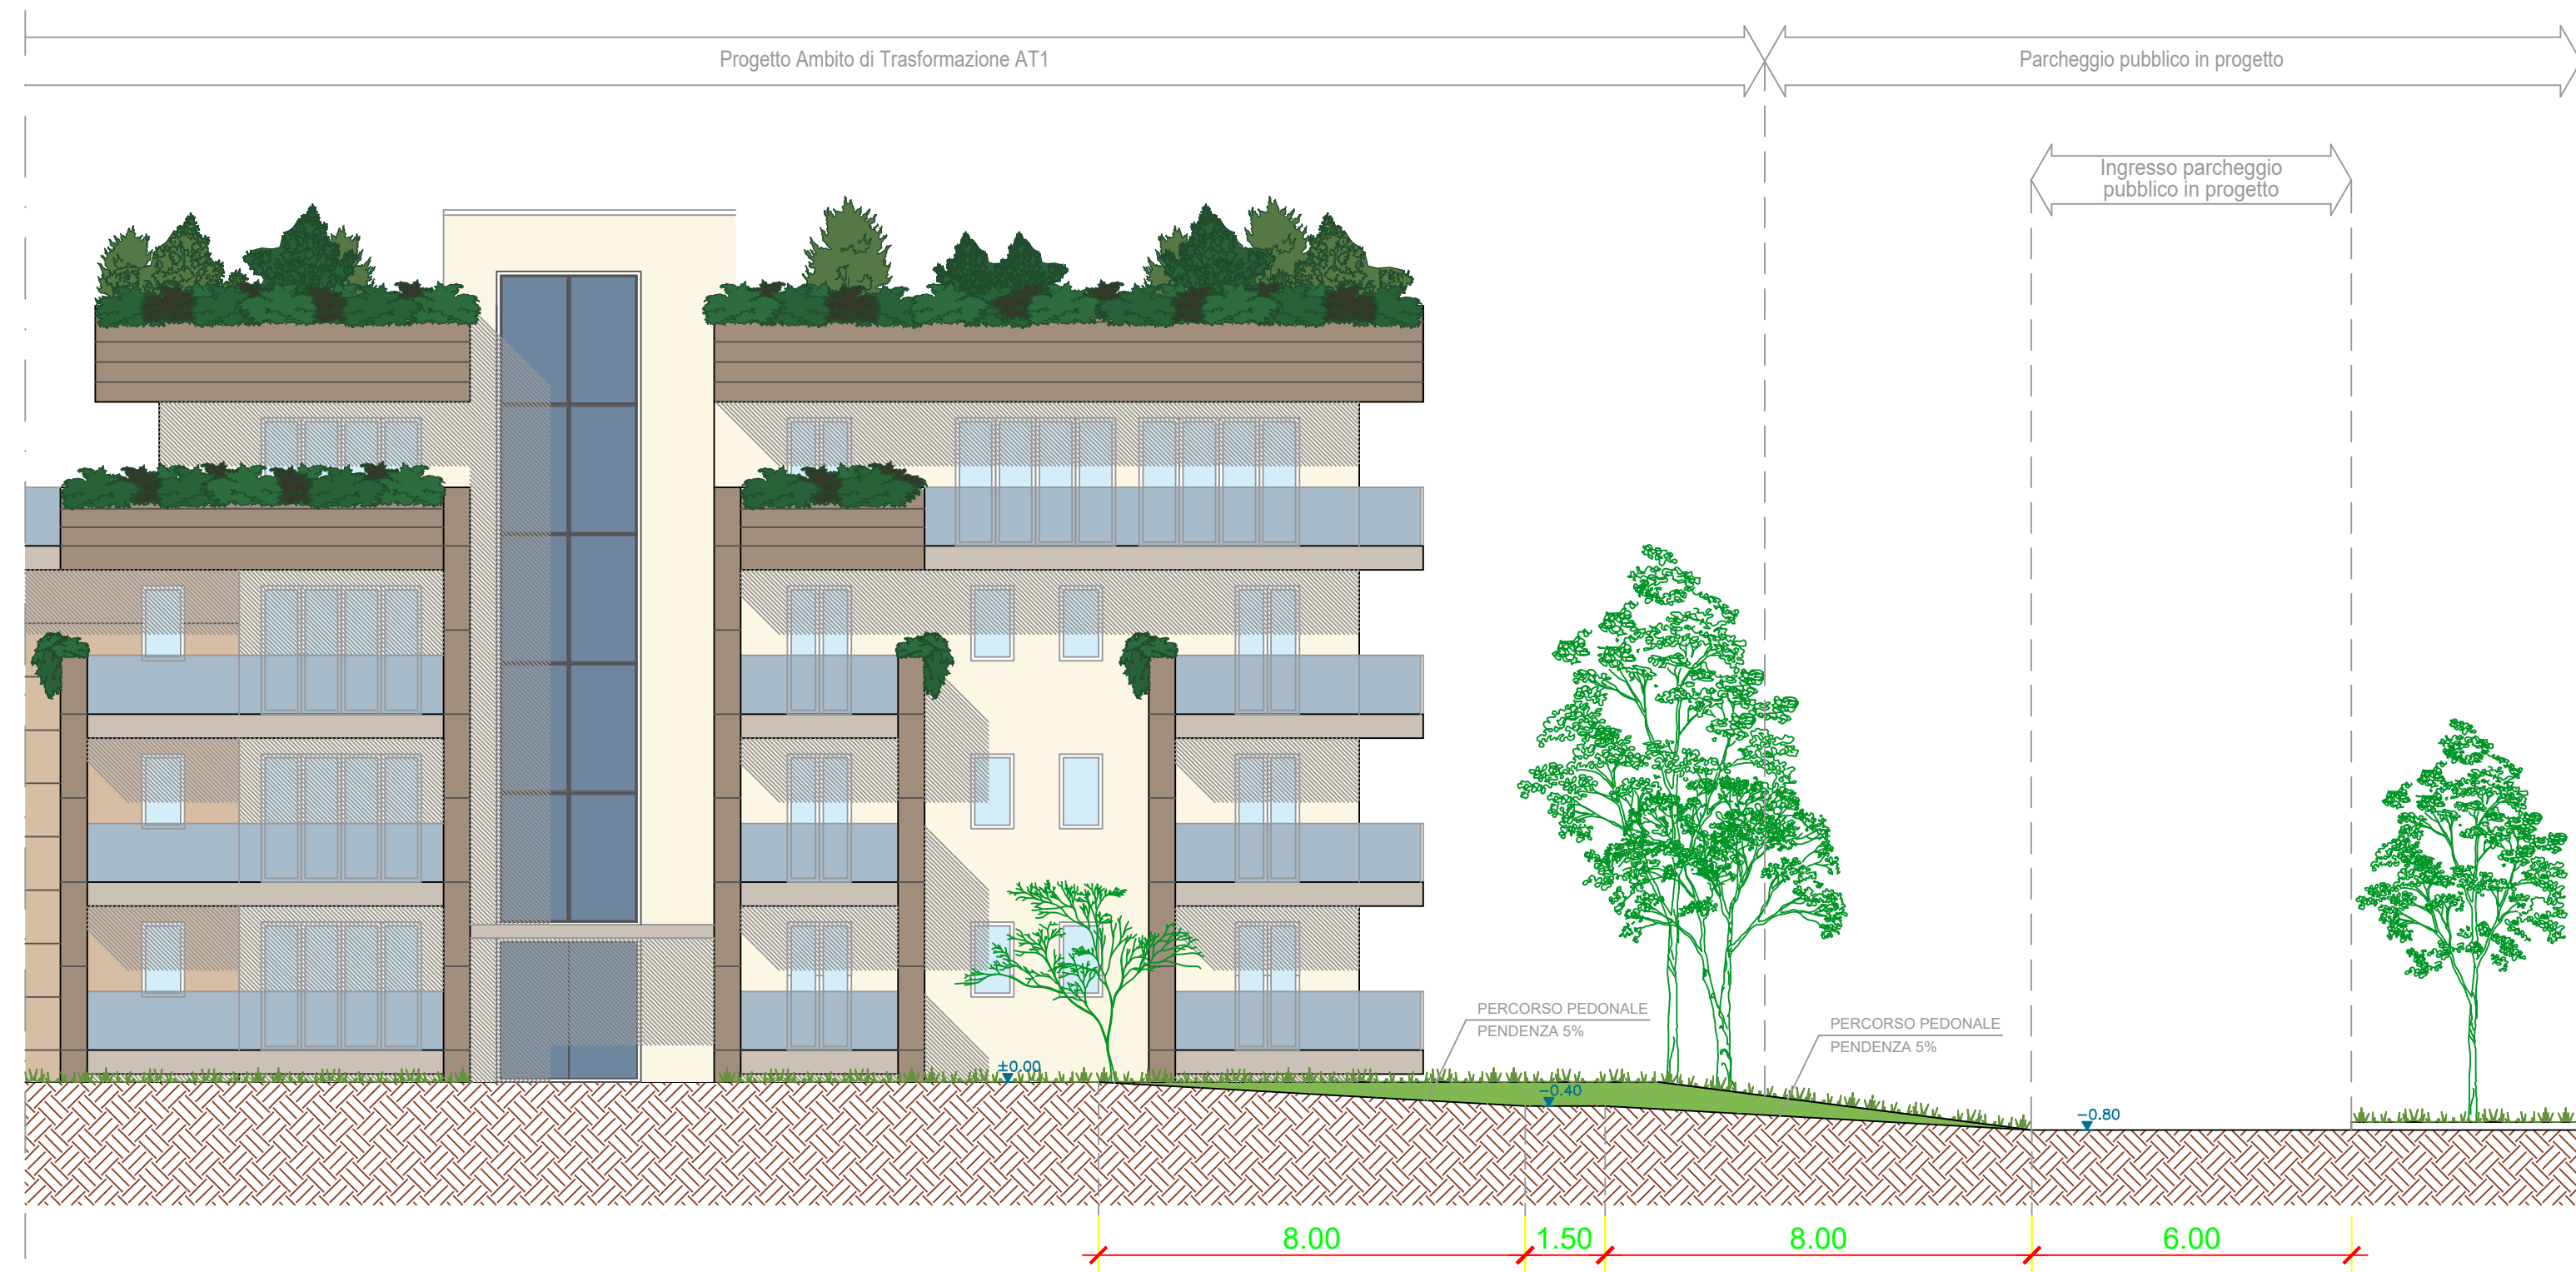 Progetto Ambito di Trasformazione AT1
Parcheggio pubblico in progetto
Ingresso parcheggio
pubblico in progetto
PERCORSO PEDONALE
PENDENZA 5%
PERCORSO PEDONALE
PENDENZA 5%
±0.00
−0.40
−0.80
8.00
1.50
8.00
6.00